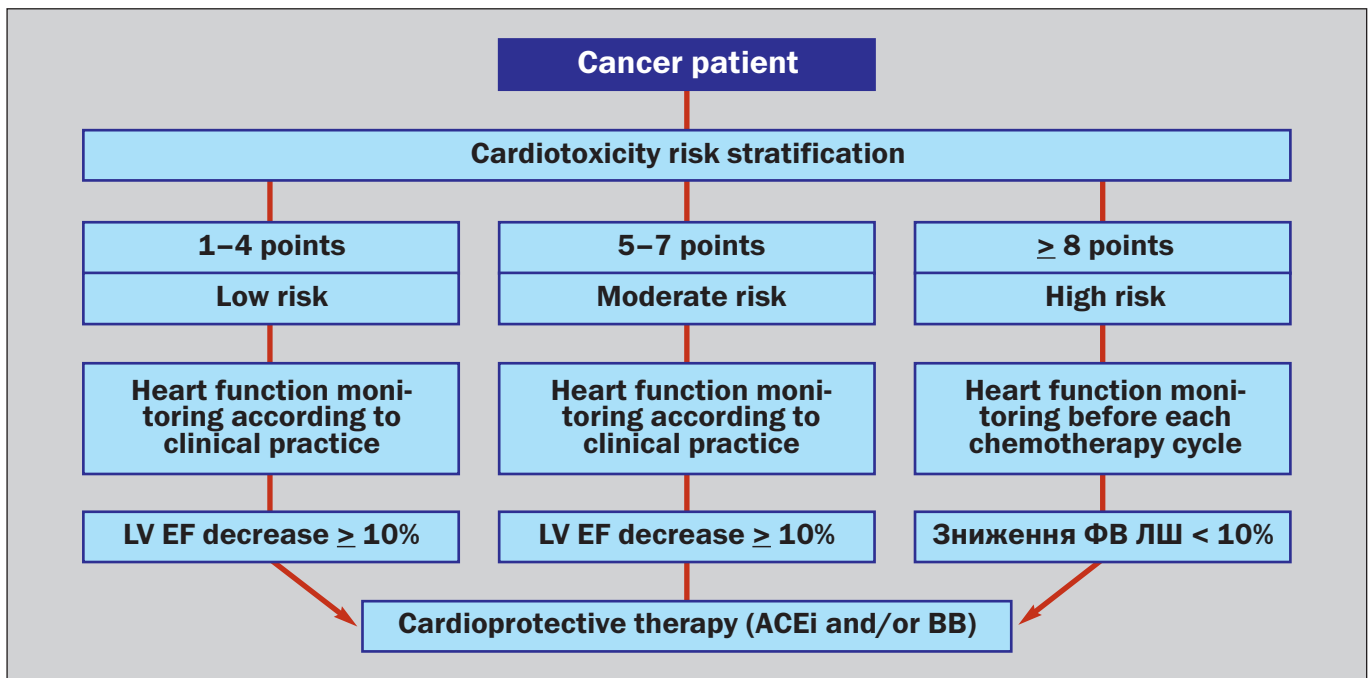 Cancer patient
Cardiotoxicity risk stratification
1–4 points
Low risk
Heart function moni-
toring according to
clinical practice
LV EF decrease ≥ 10%
5–7 points
Moderate risk
Heart function moni-
toring according to
clinical practice
LV EF decrease ≥ 10%
≥ 8 points
High risk
Heart function moni-
toring before each
chemotherapy cycle
Зниження ФВ ЛШ < 10%
Cardioprotective therapy (ACEi and/or BB)